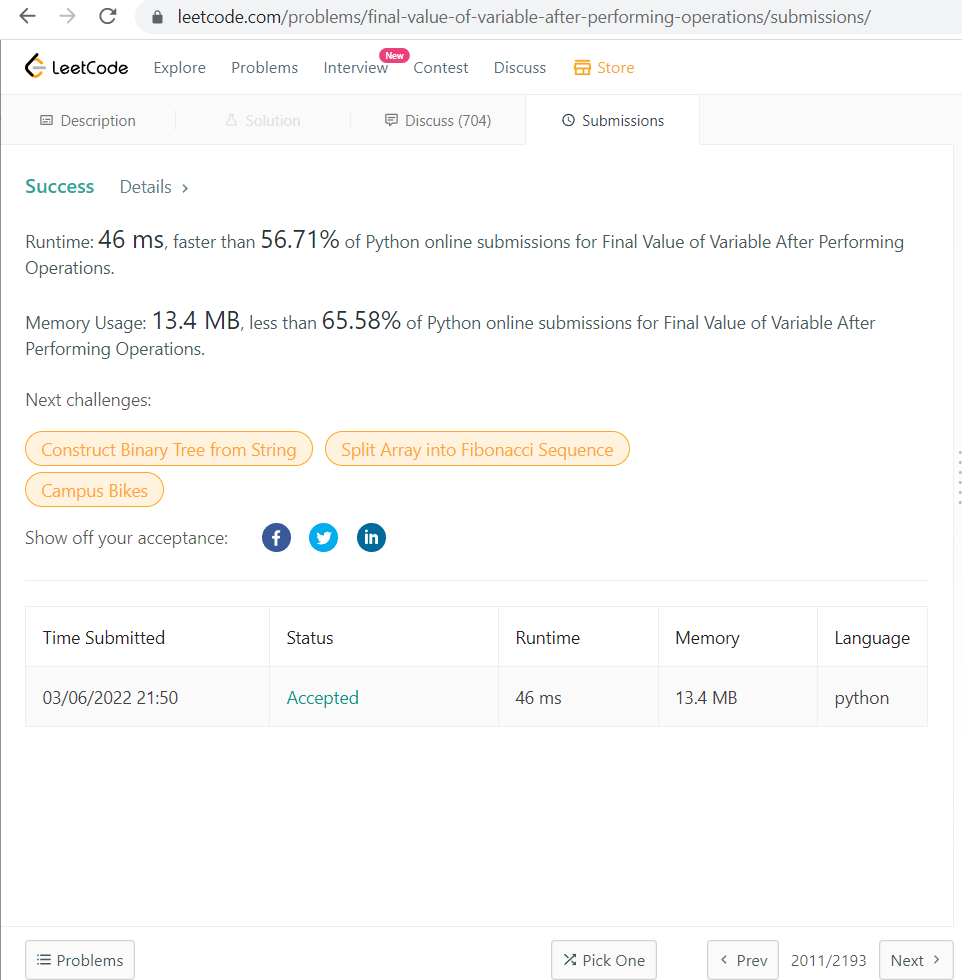 leetcode.com/problems/final-value-of-variable-after-performing-operations/submissions/
LeetCode Explore Problems Interview New Contest Discuss Store
Description Solution Discuss (704) Submissions
Success Details >
Runtime: 46 ms, faster than 56.71% of Python online submissions for Final Value of Variable After Performing
Operations.
Memory Usage: 13.4 MB, less than 65.58% of Python online submissions for Final Value of Variable After
Performing Operations.
Next challenges:
Construct Binary Tree from String Split Array into Fibonacci Sequence
Campus Bikes
Show off your acceptance: f in
Time Submitted Status Runtime Memory Language
03/06/2022 21:50 Accepted 46 ms 13.4 MB python
Problems Pick One < Prev 2011/2193 Next >